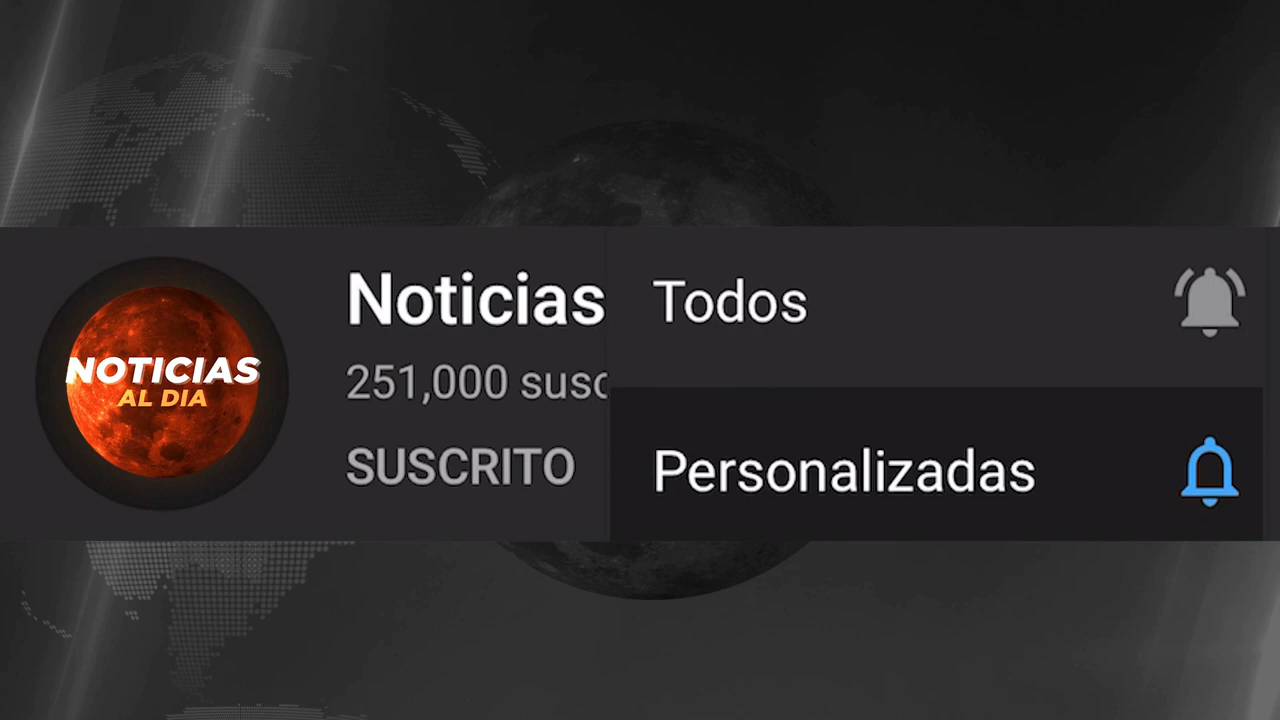 NOTICIAS
AL DIA
Noticias
251,000 susc
SUSCRITO
Todos
Personalizadas